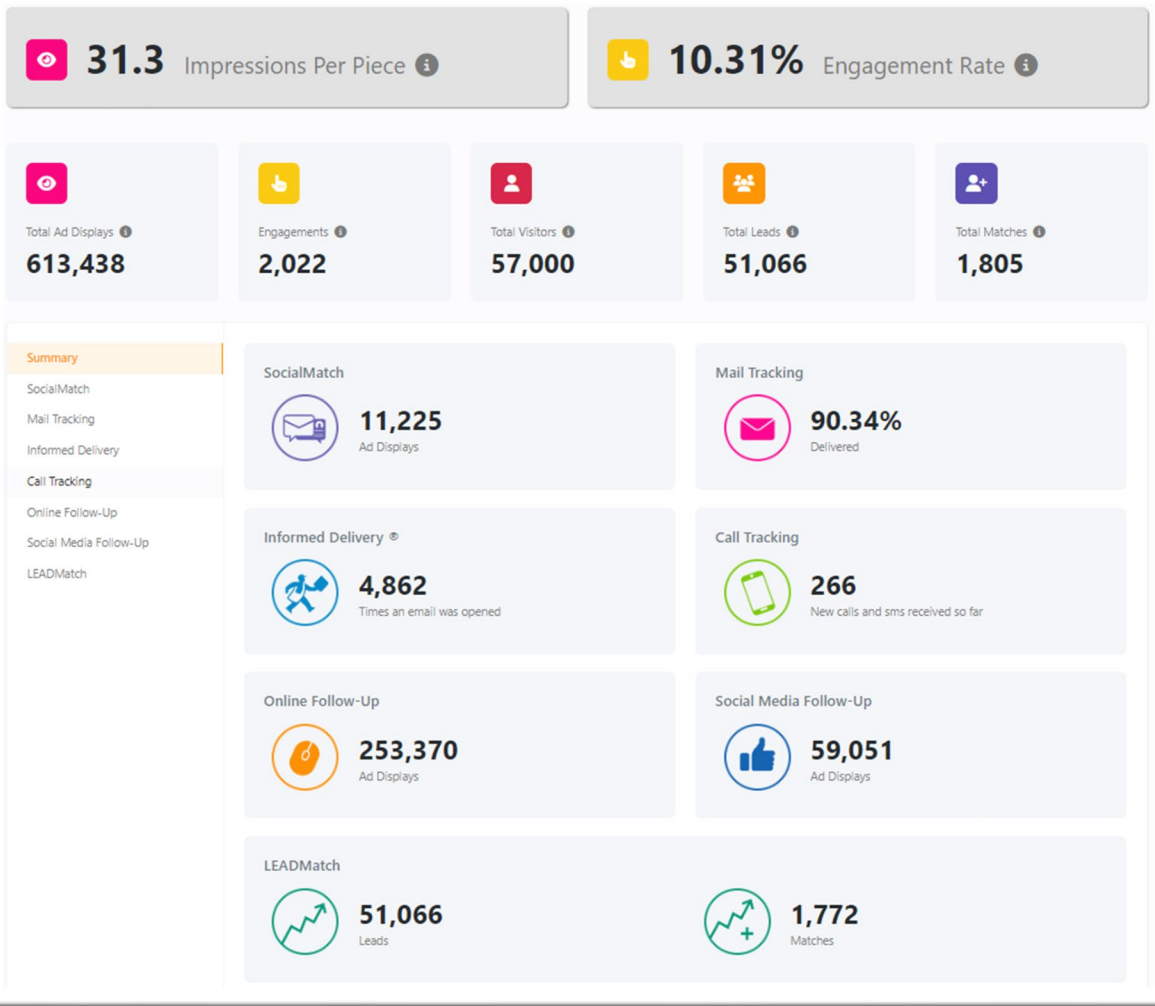 31.3 Impressions Per Piece
10.31% Engagement Rate
Total Ad Displays
613,438
Engagements
2,022
Total Visitors
57,000
Total Leads
51,066
Total Matches
1,805
Summary
SocialMatch
Mail Tracking
Informed Delivery
Call Tracking
Online Follow-Up
Social Media Follow-Up
LEADMatch
SocialMatch
11,225
Ad Displays
Mail Tracking
90.34%
Delivered
Informed Delivery ®
4,862
Times an email was opened
Call Tracking
266
New calls and sms received so far
Online Follow-Up
253,370
Ad Displays
Social Media Follow-Up
59,051
Ad Displays
LEADMatch
51,066
Leads
1,772
Matches